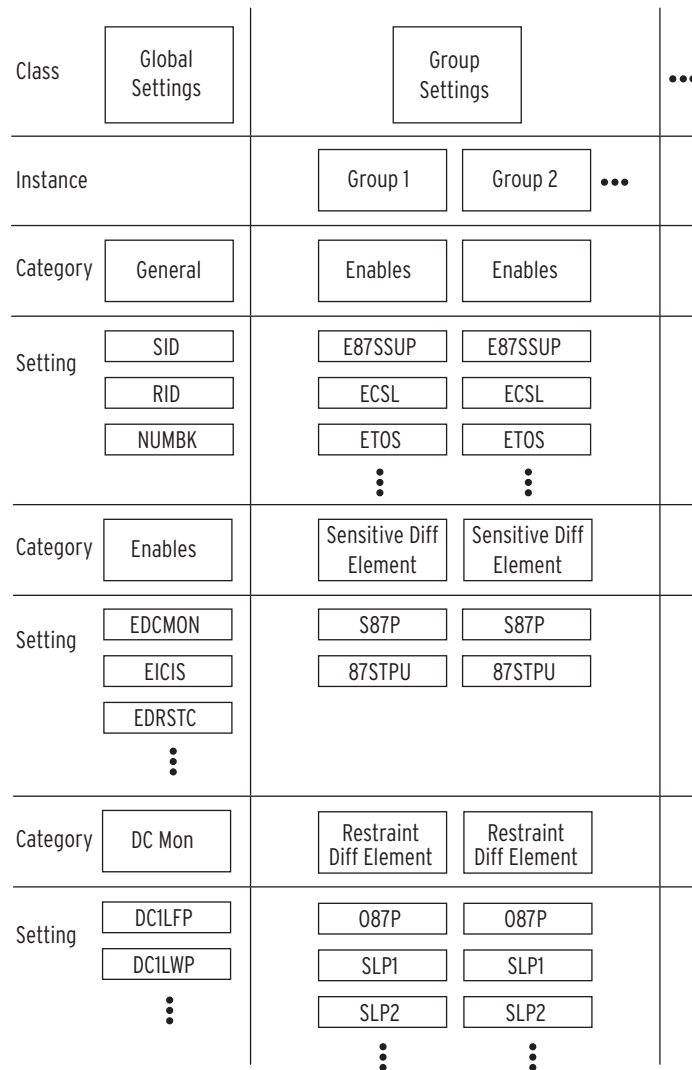 Class
Global
Settings
Group
Settings
Instance
Group 1
Group 2
Category
General
Enables
Enables
Setting
SID
E87SSUP
E87SSUP
RID
ECSL
ECSL
NUMBK
ETOS
ETOS
Category
Enables
Sensitive Diff
Element
Sensitive Diff
Element
Setting
EDCMON
S87P
S87P
EICIS
87STPU
87STPU
EDRSTC
Category
DC Mon
Restraint
Diff Element
Restraint
Diff Element
Setting
DC1LFP
O87P
O87P
DC1LWP
SLP1
SLP1
SLP2
SLP2